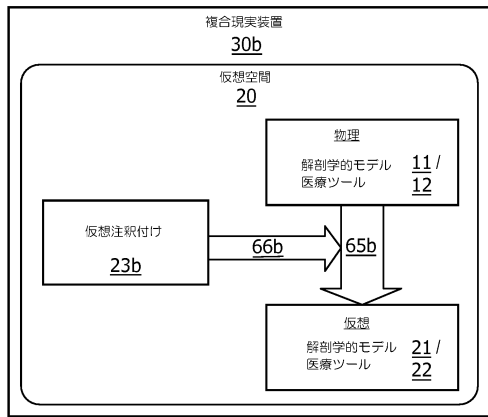 複合現実装置
30b
仮想空間
20
物理
解剖学的モデル 11 /
医療ツール 12
仮想注釈付け
23b
66b
65b
仮想
解剖学的モデル 21 /
医療ツール 22